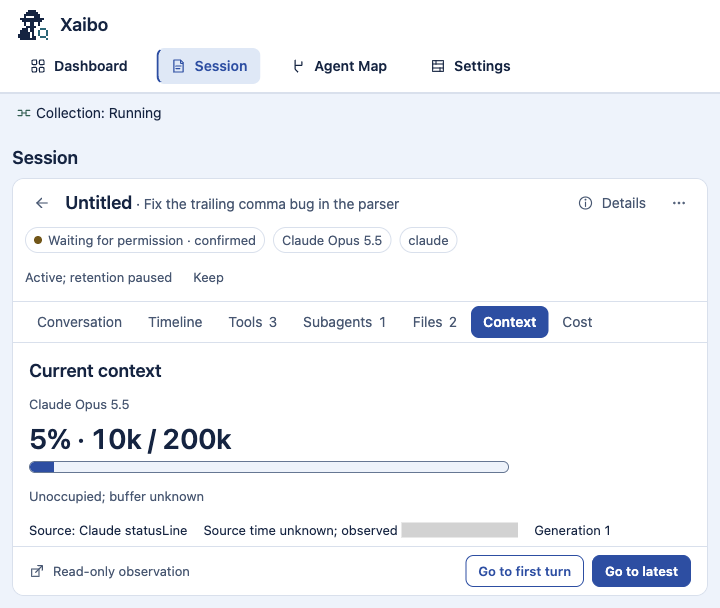 Xaibo
Dashboard Session Agent Map Settings
Collection: Running
Session
Untitled · Fix the trailing comma bug in the parser Details
Waiting for permission · confirmed Claude Opus 5.5 claude
Active; retention paused Keep
Conversation Timeline Tools 3 Subagents 1 Files 2 Context Cost
Current context
Claude Opus 5.5
5% · 10k / 200k
Unoccupied; buffer unknown
Source: Claude statusLine Source time unknown; observed Generation 1
Read-only observation Go to first turn Go to latest